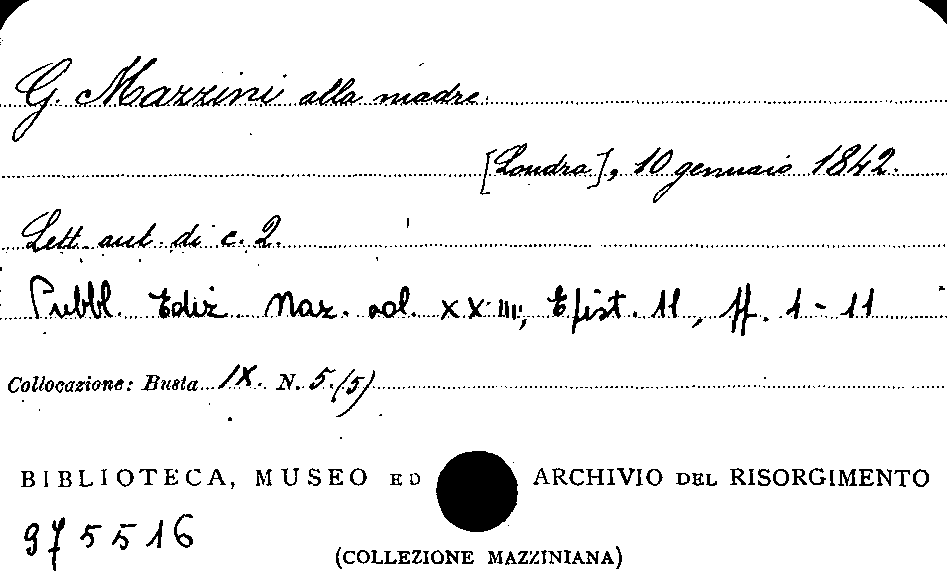 G. Mazzini alla madre.
[Londra], 10 gennaio 1842.
Lett. aut. di c. 2.
Pubbl. Ediz. Naz. vol. XXIII, Epist. 11, pp. 1-11
Collocazione: Busta IX. N. 5.(5)
BIBLIOTECA, MUSEO ED ARCHIVIO DEL RISORGIMENTO
975516
(COLLEZIONE MAZZINIANA)